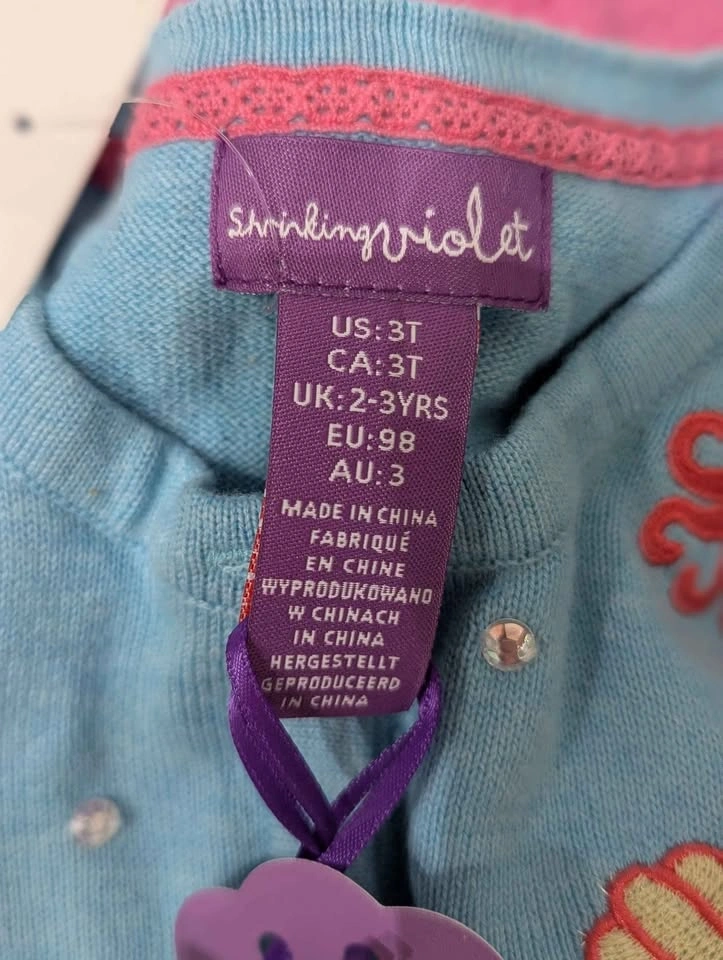 Shrinkingviolet
US: 3T
CA: 3T
UK: 2-3YRS
EU: 98
AU: 3
MADE IN CHINA
FABRIQUÉ
EN CHINE
WYPRODUKOWANO
W CHINACH
IN CHINA
HERGESTELLT
GEPRODUCEERD
IN CHINA